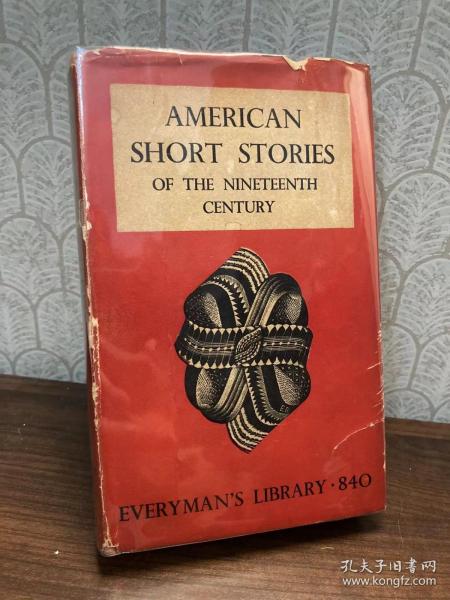 AMERICAN
SHORT STORIES
OF THE NINETEENTH
CENTURY
EVERYMAN'S LIBRARY · 840
孔夫子旧书网
www.kongfz.com